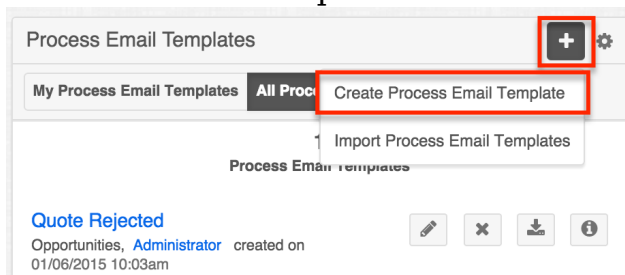 Process Email Templates
My Process Email Templates All Proc
Create Process Email Template
Import Process Email Templates
Process Email Templates
Quote Rejected
Opportunities, Administrator created on
01/06/2015 10:03am